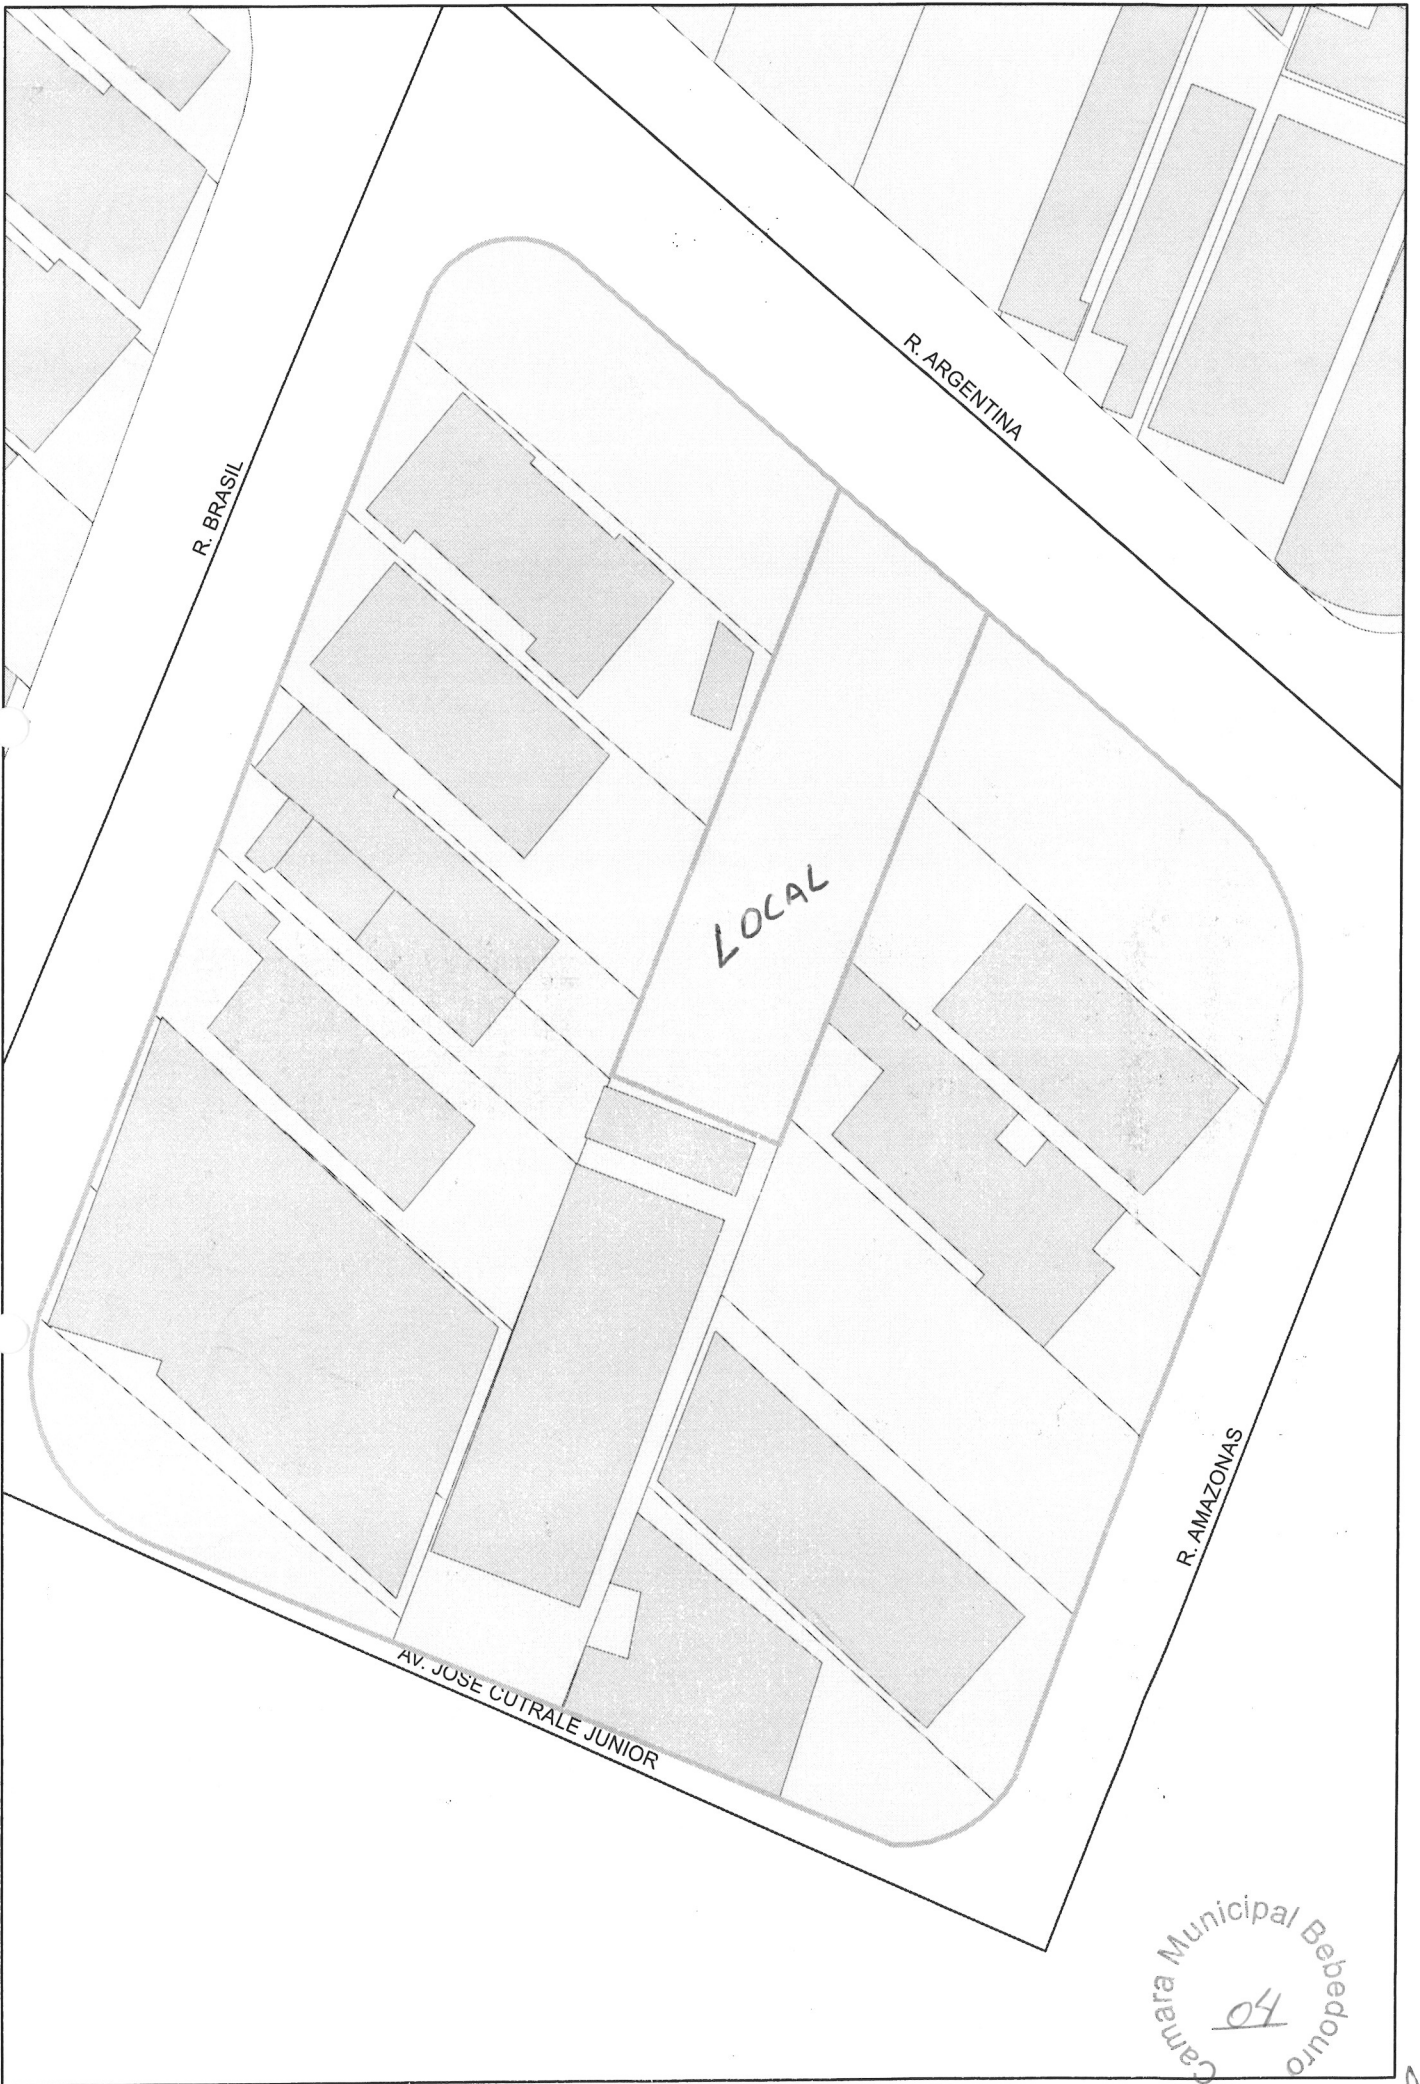 R. ARGENTINA
R. BRASIL
LOCAL
R. AMAZONAS
AV. JOSE CUTRALE JUNIOR
Camara Municipal Bebedouro
04